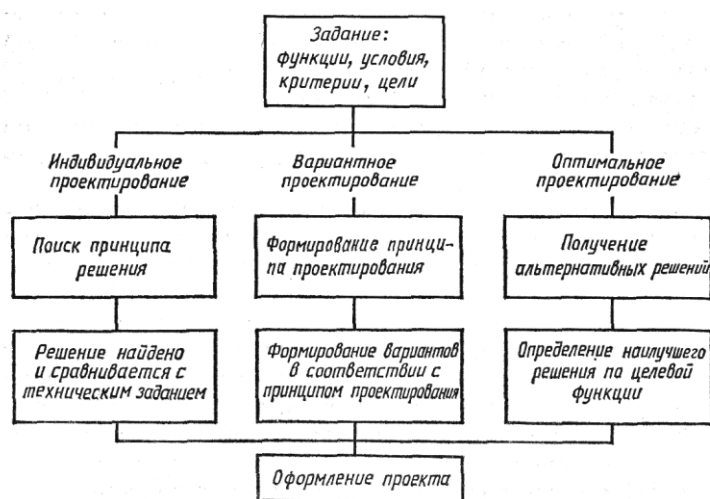 Задание:
функции, условия,
критерии, цели
Индивидуальное
проектирование
Вариантное
проектирование
Оптимальное
проектирование
Поиск принципа
решения
Формирование принци-
па проектирования
Получение
альтернативных решений
Решение найдено
и сравнивается с
техническим заданием
Формирование вариантов
в соответствии с
принципом проектирования
Определение наилучшего
решения по целевой
функции
Оформление проекта